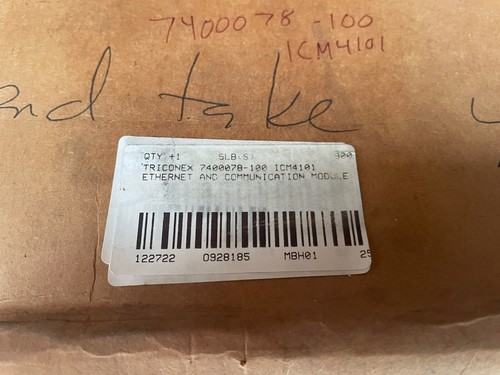 7400078-100
ICM4101
and take
QTY +1 SLB:S 300
TRICONEX 7400078-100 ICM4101
ETHERNET AND COMMUNICATION MODULE
122722 0928185 MBH01 25